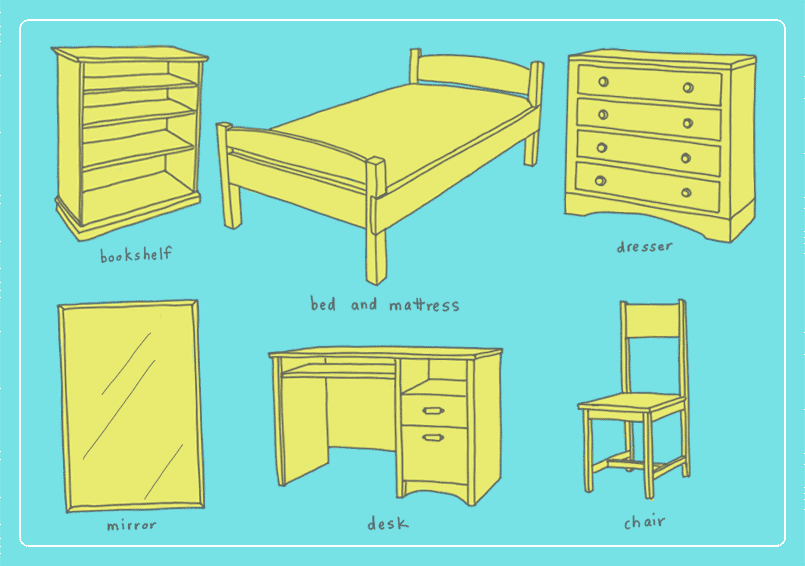 bookshelf
bed and mattress
dresser
mirror
desk
chair